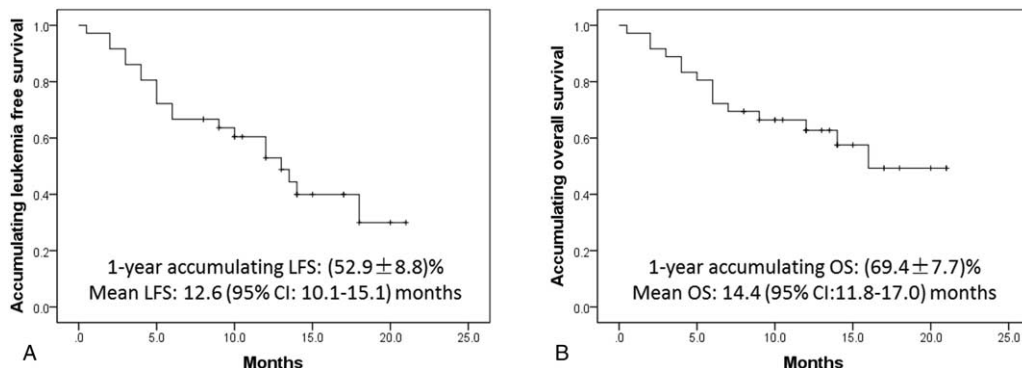 Accumulating leukemia free survival
1.0
0.8
0.6
0.4
0.2
0.0
1-year accumulating LFS: (52.9±8.8)%
Mean LFS: 12.6 (95% CI: 10.1-15.1) months
.0 5.0 10.0 15.0 20.0 25.0
A
Months
Accumulating overall survival
1.0
0.8
0.6
0.4
0.2
0.0
1-year accumulating OS: (69.4±7.7)%
Mean OS: 14.4 (95% CI:11.8-17.0) months
.0 5.0 10.0 15.0 20.0 25.0
B
Months